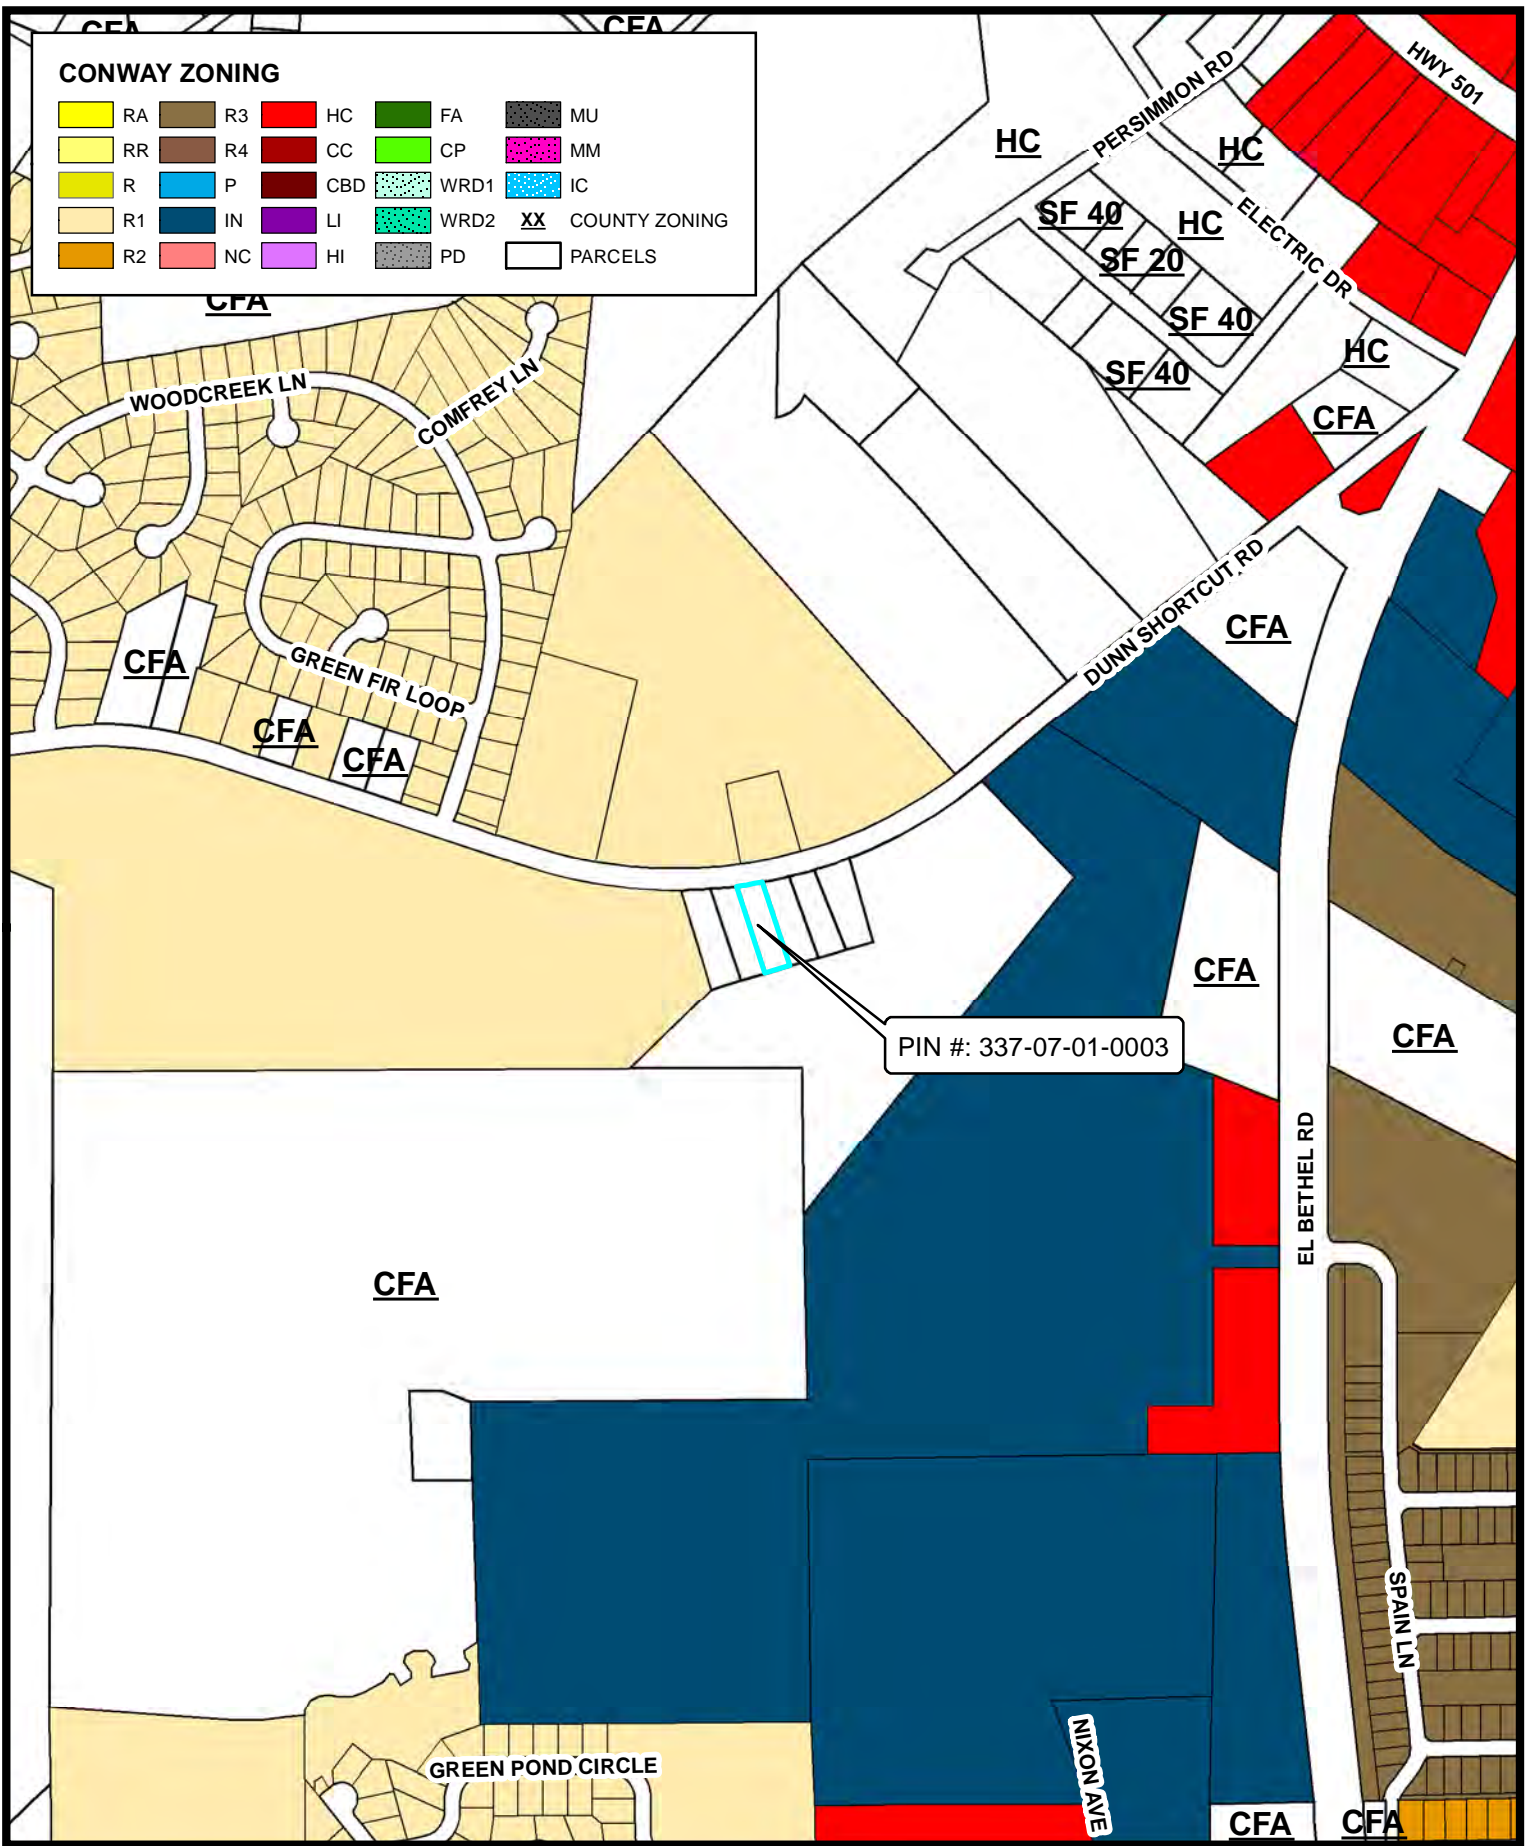 CFA
CFA
CONWAY ZONING
RA R3 HC FA MU
RR R4 CC CP MM
R P CBD WRD1 IC
R1 IN LI WRD2 XX COUNTY ZONING
R2 NC HI PD PARCELS
CFA
HWY 501
PERSIMMON RD
HC
HC
SF 40
HC
ELECTRIC DR
SF 20
SF 40
HC
SF 40
CFA
WOODCREEK LN
COMFREY LN
DUNN SHORTCUT RD
CFA
CFA
GREEN FIR LOOP
CFA
CFA
CFA
PIN #: 337-07-01-0003
CFA
EL BETHEL RD
CFA
SPAIN LN
NIXON AVE
GREEN POND CIRCLE
CFA
CFA